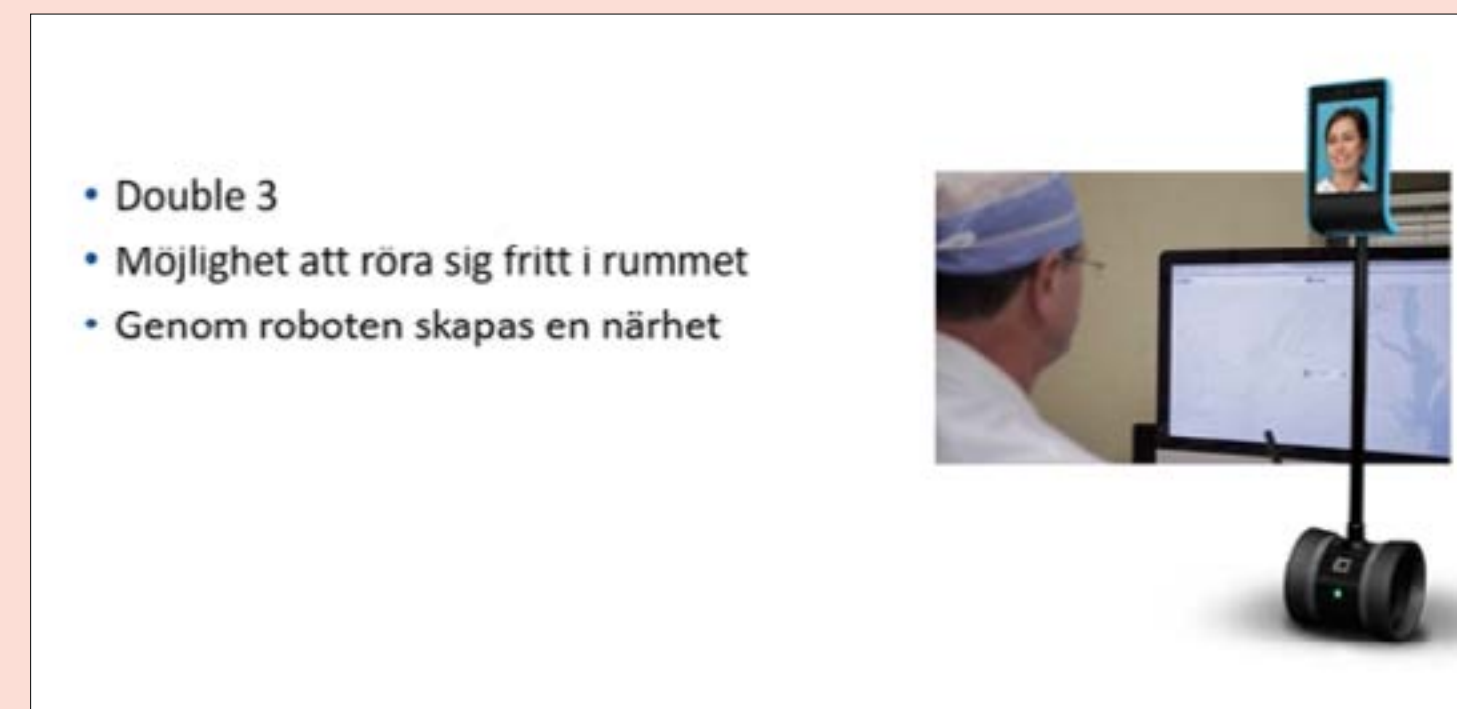 • Double 3
• Möjlighet att röra sig fritt i rummet
• Genom roboten skapas en närhet